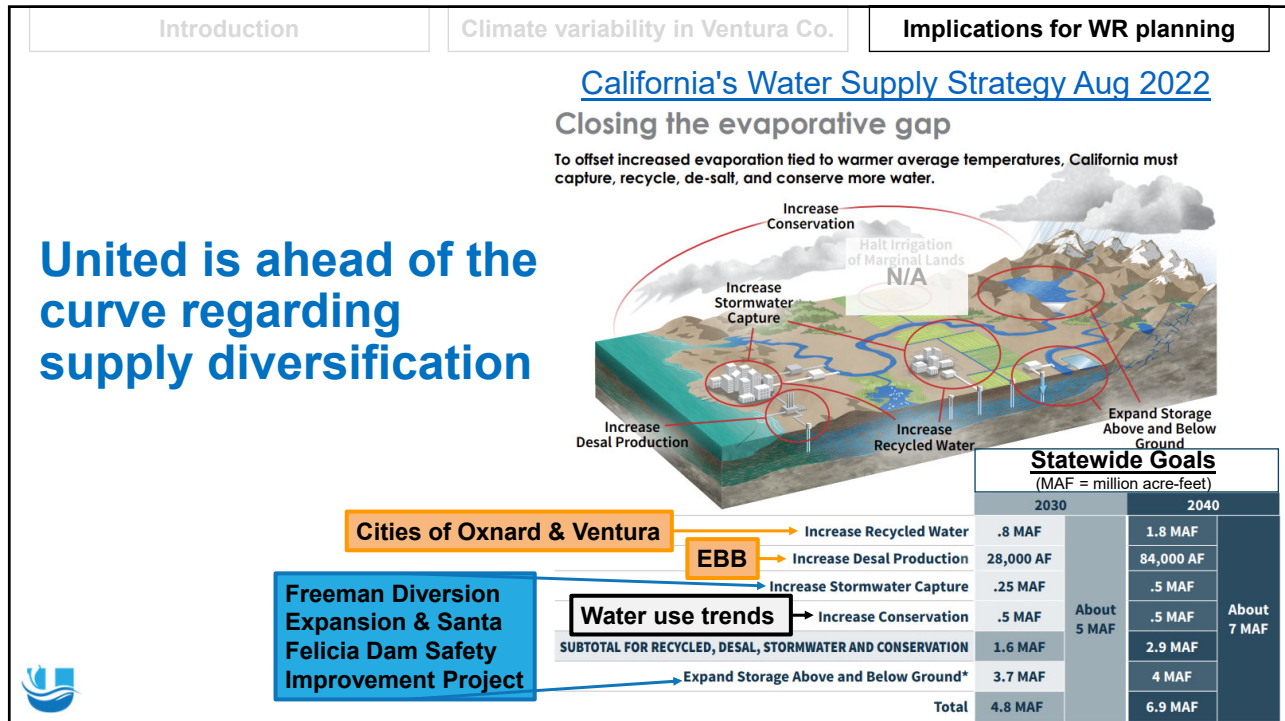 Introduction
Climate variability in Ventura Co.
Implications for WR planning
California's Water Supply Strategy Aug 2022
Closing the evaporative gap
To offset increased evaporation tied to warmer average temperatures, California must
capture, recycle, de-salt, and conserve more water.
United is ahead of the
curve regarding
supply diversification
Increase
Conservation
Halt Irrigation
of Marginal Lands
N/A
Increase
Stormwater
Capture
Increase
Desal Production
Increase
Recycled Water
Expand Storage
Above and Below
Ground
Statewide Goals
(MAF = million acre-feet)
2030
2040
Cities of Oxnard & Ventura
Increase Recycled Water
.8 MAF
1.8 MAF
EBB
Increase Desal Production
28,000 AF
84,000 AF
Freeman Diversion
Expansion & Santa
Felicia Dam Safety
Improvement Project
Increase Stormwater Capture
.25 MAF
.5 MAF
Water use trends
Increase Conservation
.5 MAF
.5 MAF
About
5 MAF
About
7 MAF
SUBTOTAL FOR RECYCLED, DESAL, STORMWATER AND CONSERVATION
1.6 MAF
2.9 MAF
Expand Storage Above and Below Ground*
3.7 MAF
4 MAF
Total
4.8 MAF
6.9 MAF